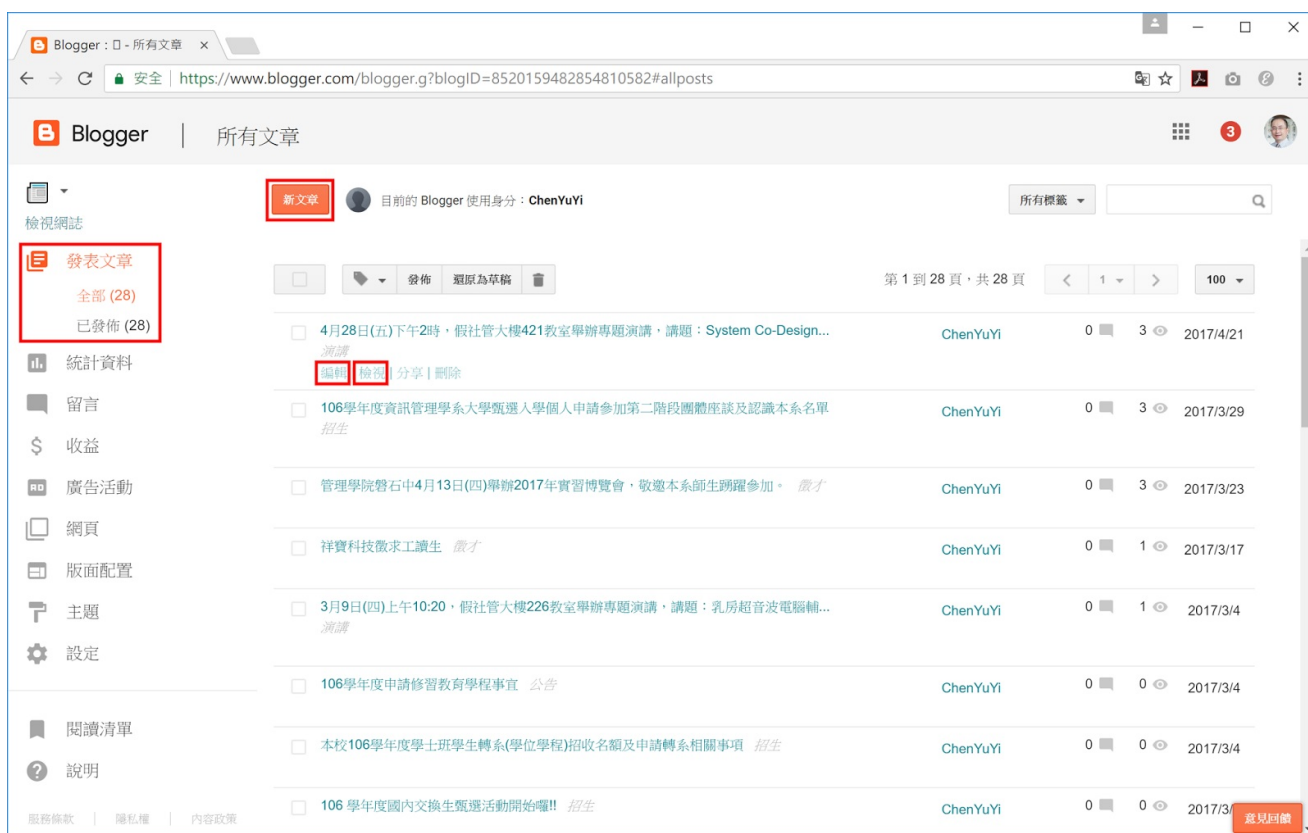 Blogger：▯ - 所有文章
安全 | https://www.blogger.com/blogger.g?blogID=8520159482854810582#allposts
Blogger | 所有文章
3
檢視網誌
新文章
目前的 Blogger 使用身分：ChenYuYi
所有標籤
發表文章
全部 (28)
已發佈 (28)
統計資料
留言
$ 收益
AD 廣告活動
網頁
版面配置
主題
設定
閱讀清單
? 說明
服務條款 | 隱私權 | 內容政策
發佈 還原為草稿
第 1 到 28 頁，共 28 頁
1
100
4月28日(五)下午2時，假社管大樓421教室舉辦專題演講，講題：System Co-Design... ChenYuYi 0 3 2017/4/21
演講
編輯 | 檢視 | 分享 | 刪除
106學年度資訊管理學系大學甄選入學個人申請參加第二階段團體座談及認識本系名單 ChenYuYi 0 3 2017/3/29
招生
管理學院磐石中4月13日(四)舉辦2017年實習博覽會，敬邀本系師生踴躍參加。 徵才 ChenYuYi 0 3 2017/3/23
祥寶科技徵求工讀生 徵才 ChenYuYi 0 1 2017/3/17
3月9日(四)上午10:20，假社管大樓226教室舉辦專題演講，講題：乳房超音波電腦輔... ChenYuYi 0 1 2017/3/4
演講
106學年度申請修習教育學程事宜 公告 ChenYuYi 0 0 2017/3/4
本校106學年度學士班學生轉系(學位學程)招收名額及申請轉系相關事項 招生 ChenYuYi 0 0 2017/3/4
106 學年度國內交換生甄選活動開始囉!! 招生 ChenYuYi 0 0 2017/3/
意見回饋